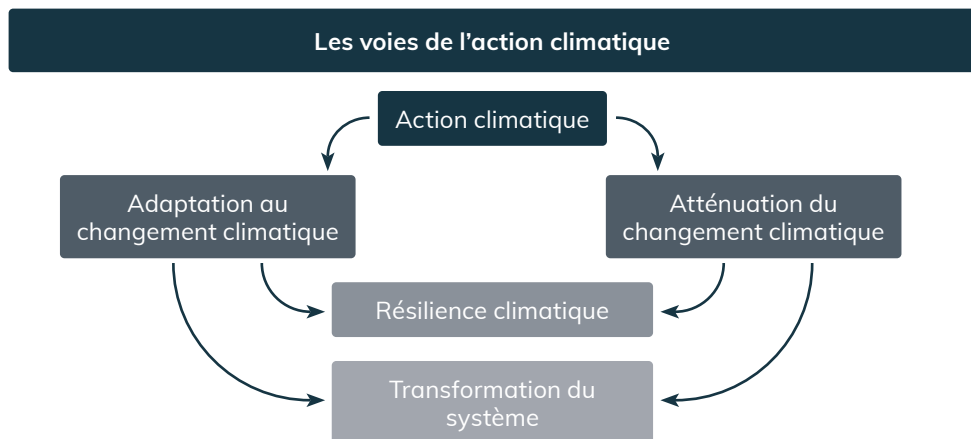 Les voies de l’action climatique
Action climatique
Adaptation au
changement climatique
Atténuation du
changement climatique
Résilience climatique
Transformation du
système